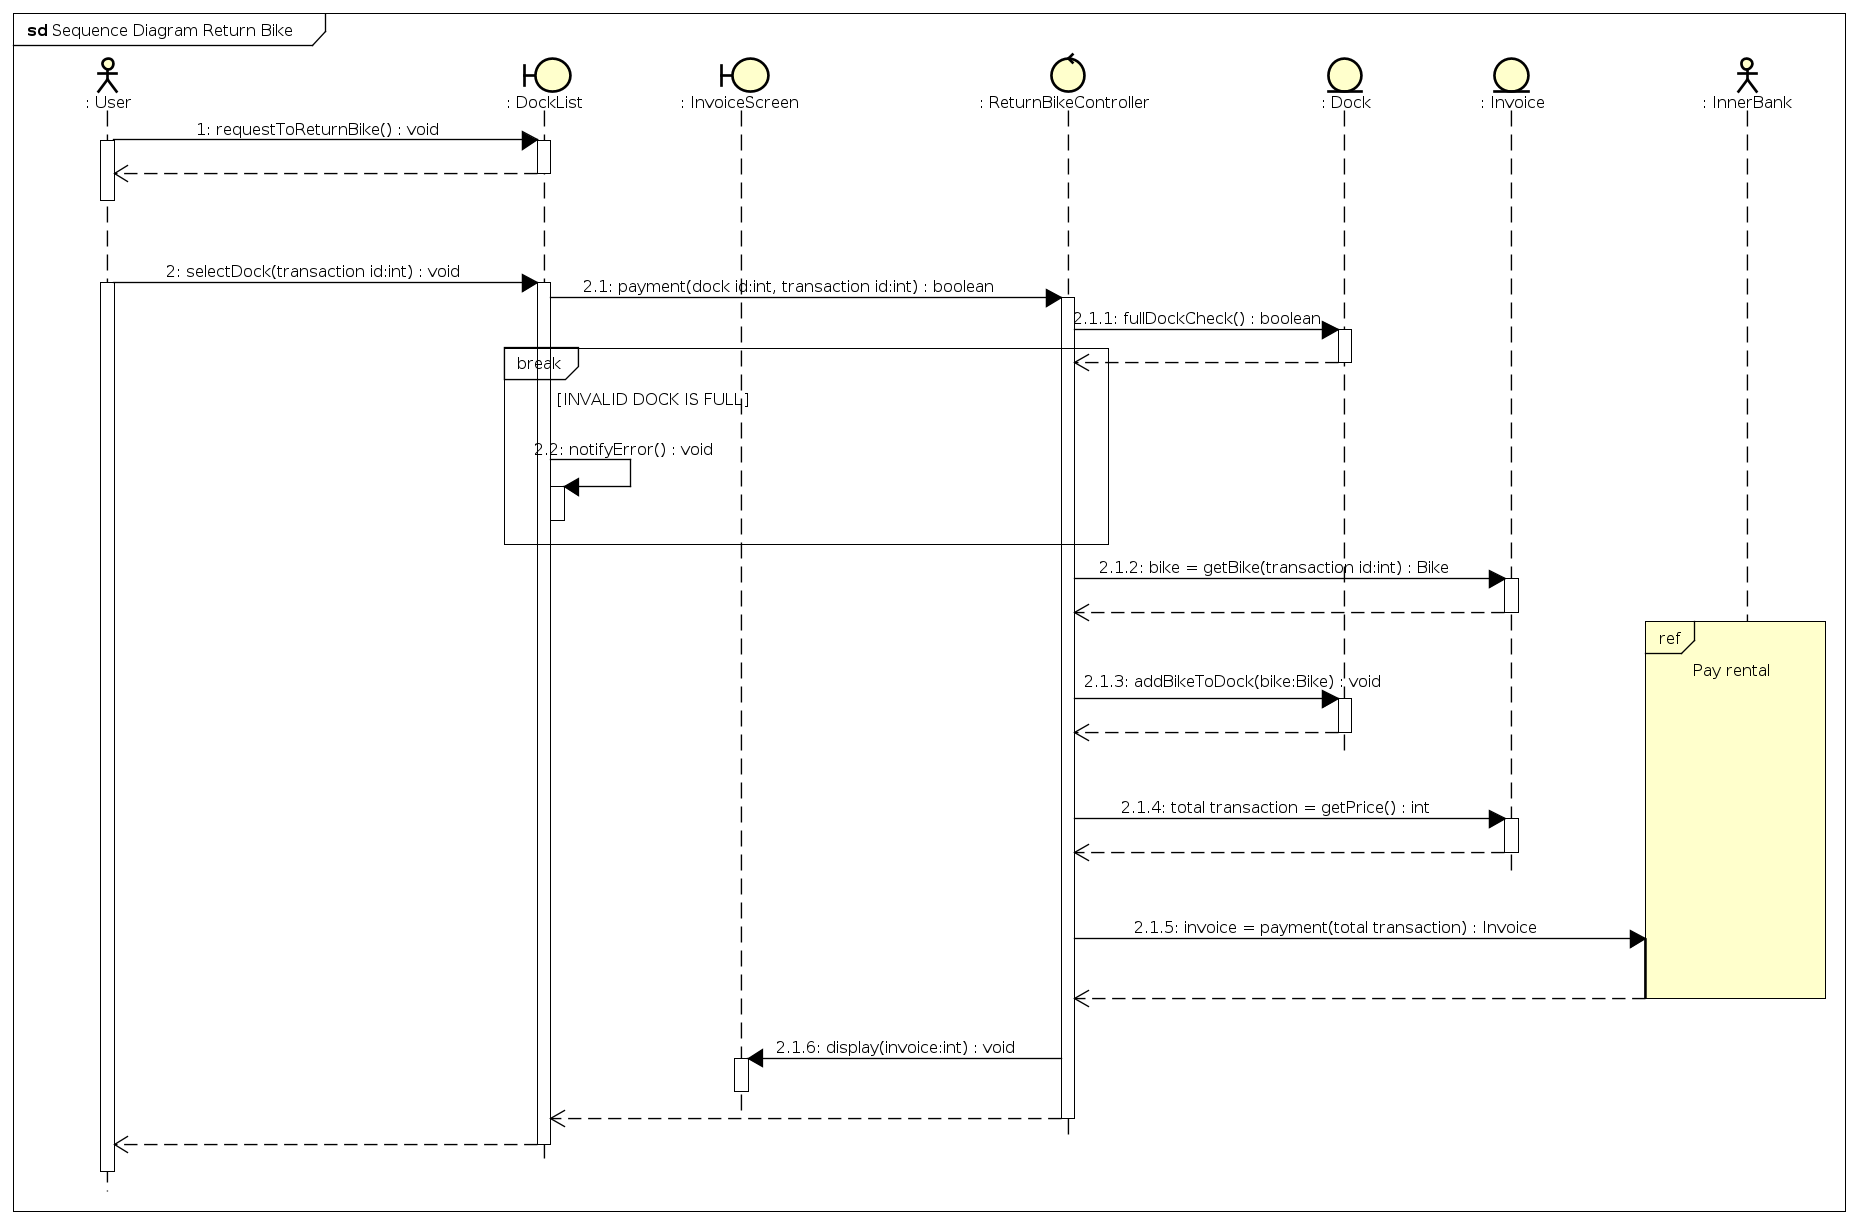 sd Sequence Diagram Return Bike
: User
: DockList
: InvoiceScreen
: ReturnBikeController
: Dock
: Invoice
: InnerBank
1: requestToReturnBike() : void
2: selectDock(transaction id:int) : void
2.1: payment(dock id:int, transaction id:int) : boolean
2.1.1: fullDockCheck() : boolean
break
[INVALID DOCK IS FULL]
2.2: notifyError() : void
2.1.2: bike = getBike(transaction id:int) : Bike
ref
Pay rental
2.1.3: addBikeToDock(bike:Bike) : void
2.1.4: total transaction = getPrice() : int
2.1.5: invoice = payment(total transaction) : Invoice
2.1.6: display(invoice:int) : void